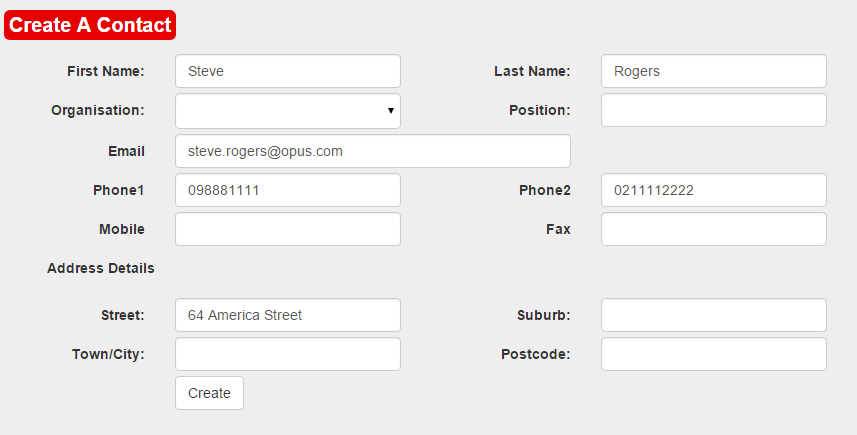 Create A Contact
First Name: Steve Last Name: Rogers
Organisation: Position:
Email steve.rogers@opus.com
Phone1 098881111 Phone2 0211112222
Mobile Fax
Address Details
Street: 64 America Street Suburb:
Town/City: Postcode:
Create